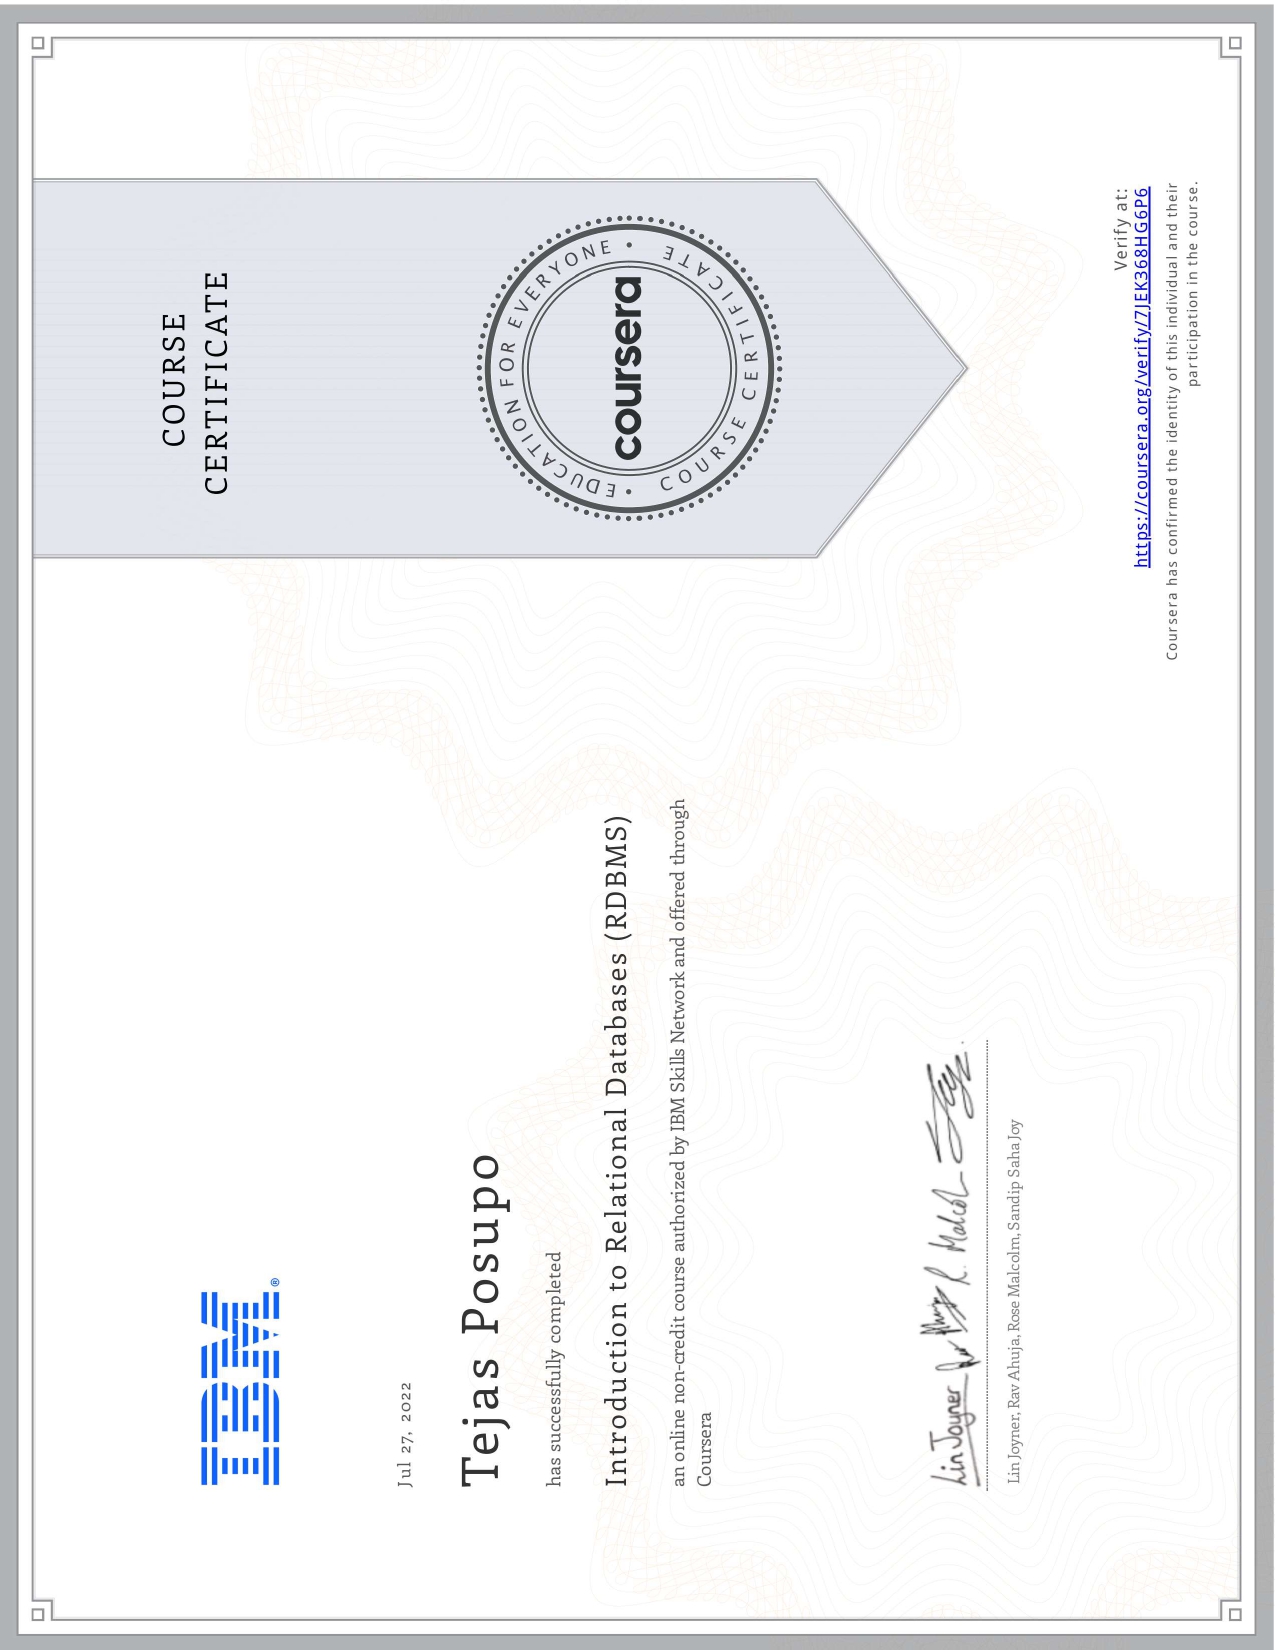 IBM®
COURSE
CERTIFICATE
Jul 27, 2022
Tejas Posupo
has successfully completed
Introduction to Relational Databases (RDBMS)
an online non-credit course authorized by IBM Skills Network and offered through
Coursera
• EDUCATION FOR EVERYONE •
coursera
COURSE CERTIFICATE
Lin Joyner R. Malcol
Lin Joyner, Rav Ahuja, Rose Malcolm, Sandip Saha Joy
Verify at:
https://coursera.org/verify/7JEK368HG6P6
Coursera has confirmed the identity of this individual and their
participation in the course.